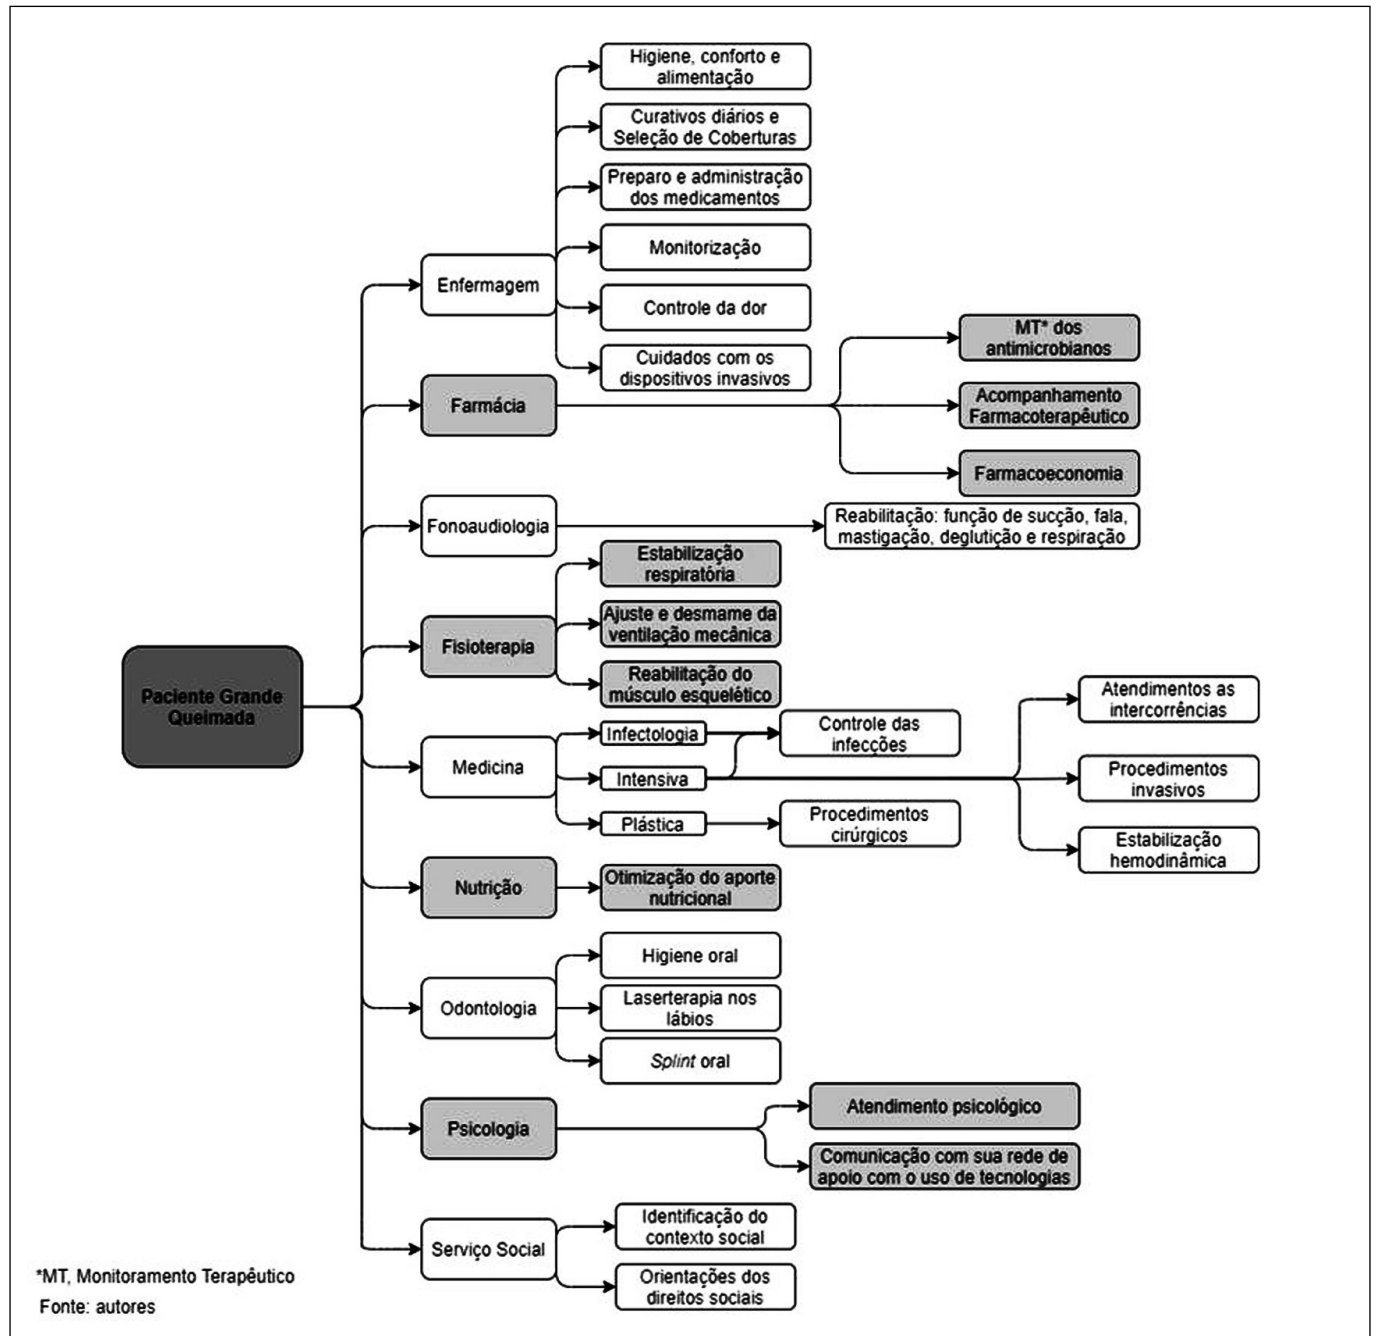 Higiene, conforto e
alimentação
Curativos diários e
Seleção de Coberturas
Preparo e administração
dos medicamentos
Monitorização
Enfermagem
Controle da dor
Cuidados com os
dispositivos invasivos
MT* dos
antimicrobianos
Farmácia
Acompanhamento
Farmacoterapêutico
Farmacoeconomia
Fonoaudiologia
Reabilitação: função de sucção, fala,
mastigação, deglutição e respiração
Estabilização
respiratória
Fisioterapia
Ajuste e desmame da
ventilação mecânica
Reabilitação do
músculo esquelético
Paciente Grande
Queimada
Medicina
Infectologia
Controle das
infecções
Intensiva
Atendimentos as
intercorrências
Procedimentos
invasivos
Estabilização
hemodinâmica
Plástica
Procedimentos
cirúrgicos
Nutrição
Otimização do aporte
nutricional
Odontologia
Higiene oral
Laserterapia nos
lábios
Splint oral
Psicologia
Atendimento psicológico
Comunicação com sua rede de
apoio com o uso de tecnologias
Serviço Social
Identificação do
contexto social
Orientações dos
direitos sociais
*MT, Monitoramento Terapêutico
Fonte: autores